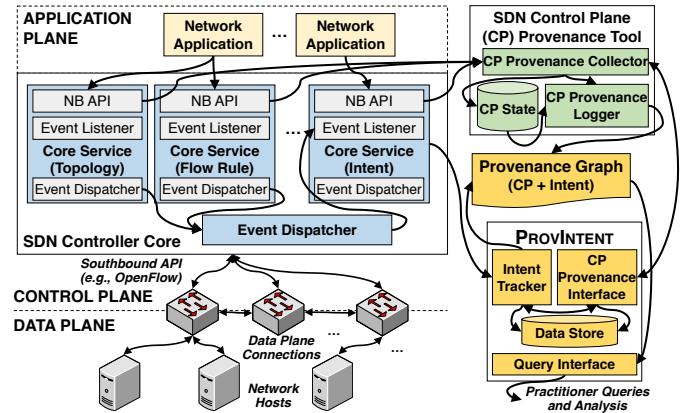 APPLICATION
PLANE
Network
Application
...
Network
Application
SDN Control Plane
(CP) Provenance Tool
CP Provenance Collector
CP State
CP Provenance
Logger
NB API
Event Listener
Core Service
(Topology)
Event Dispatcher
NB API
Event Listener
Core Service
(Flow Rule)
Event Dispatcher
...
NB API
Event Listener
Core Service
(Intent)
Event Dispatcher
Provenance Graph
(CP + Intent)
SDN Controller Core
Event Dispatcher
Southbound API
(e.g., OpenFlow)
CONTROL PLANE
DATA PLANE
Data Plane
Connections
...
...
Network
Hosts
PROVINTENT
Intent
Tracker
CP
Provenance
Interface
Data Store
Query Interface
Practitioner Queries
and Analysis